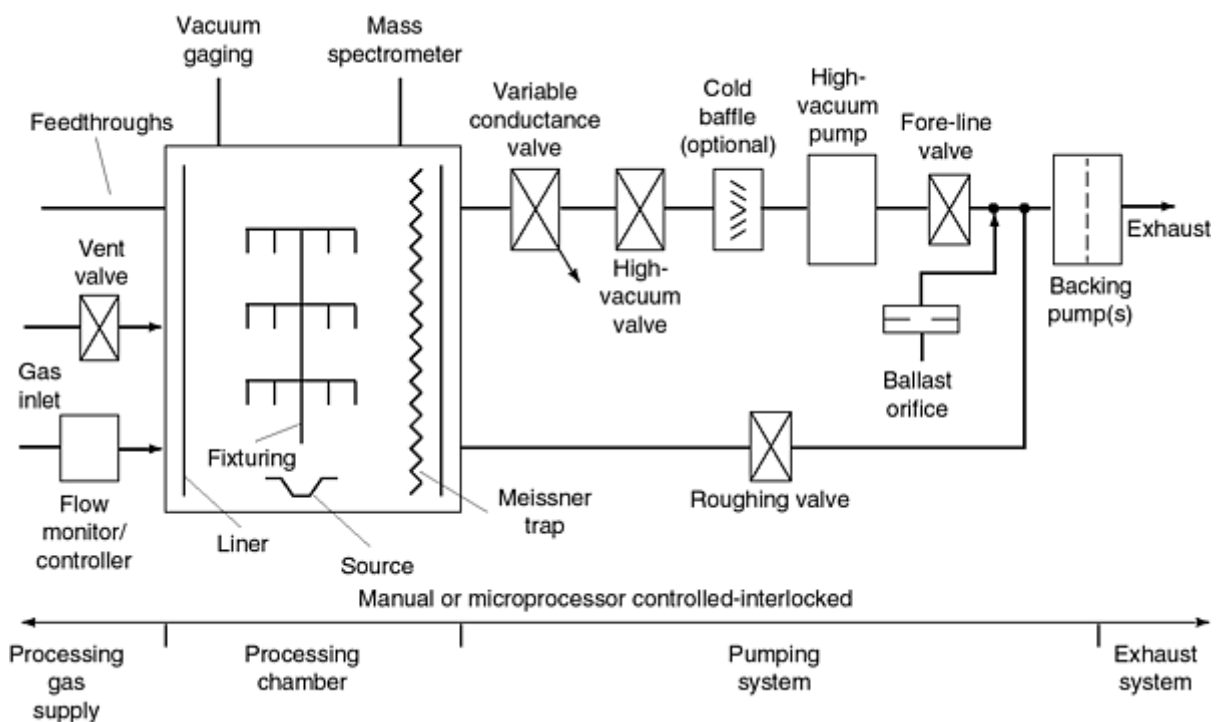 Vacuum
gaging
Mass
spectrometer
Feedthroughs
Variable
conductance
valve
Cold
baffle
(optional)
High-
vacuum
pump
Fore-line
valve
Exhaust
Vent
valve
High-
vacuum
valve
Backing
pump(s)
Gas
inlet
Ballast
orifice
Fixturing
Flow
monitor/
controller
Liner
Source
Meissner
trap
Roughing valve
Manual or microprocessor controlled-interlocked
Processing
gas
supply
Processing
chamber
Pumping
system
Exhaust
system